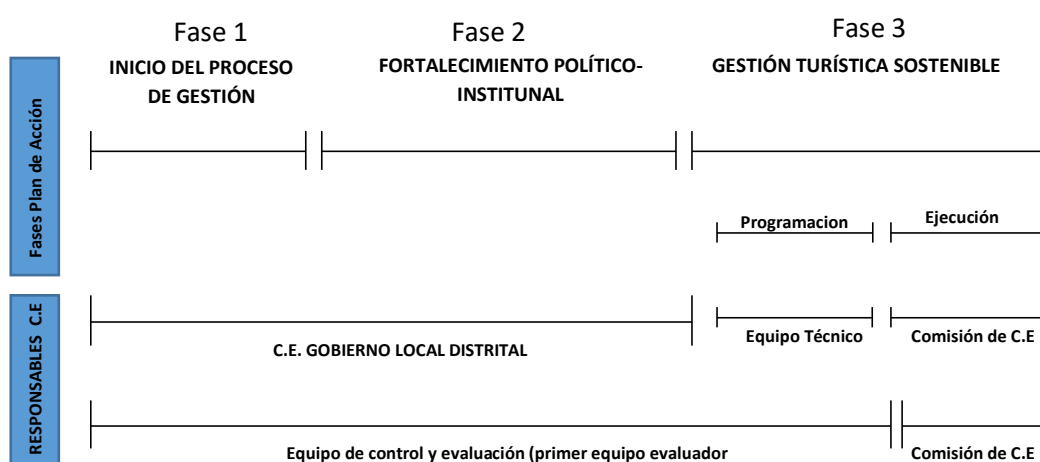 Fase 1
Fase 2
Fase 3
INICIO DEL PROCESO
DE GESTIÓN
FORTALECIMIENTO POLÍTICO-
INSTITUNAL
GESTIÓN TURÍSTICA SOSTENIBLE
Fases Plan de Acción
Programacion
Ejecución
RESPONSABLES C.E
C.E. GOBIERNO LOCAL DISTRITAL
Equipo Técnico
Comisión de C.E
Equipo de control y evaluación (primer equipo evaluador
Comisión de C.E